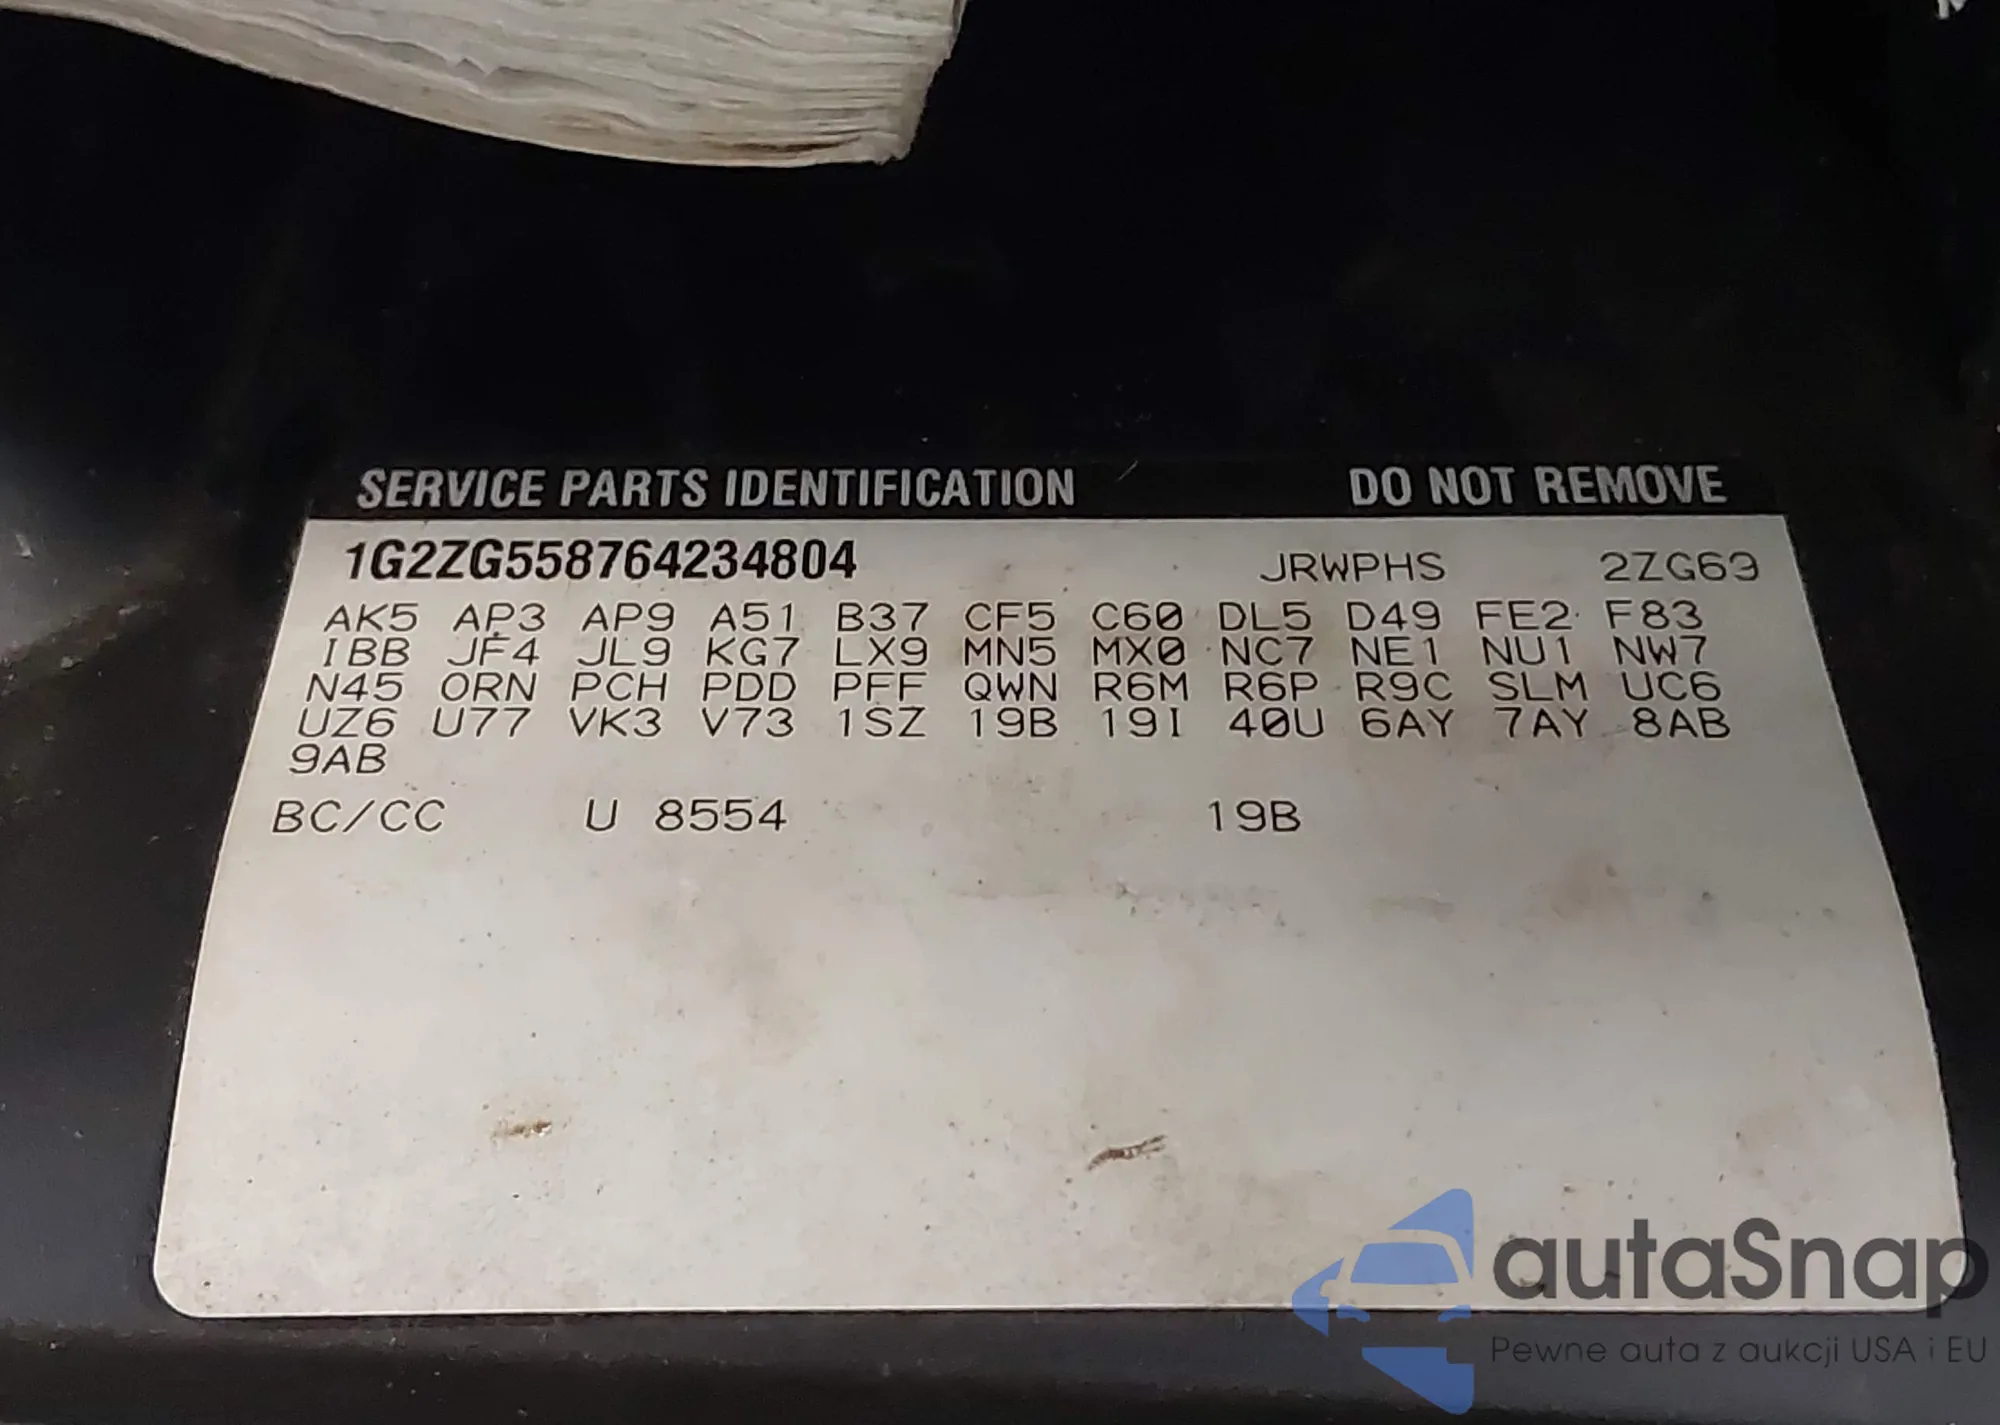 SERVICE PARTS IDENTIFICATION DO NOT REMOVE
1G2ZG558764234804 JRWPHS 2ZG69
AK5 AP3 AP9 A51 B37 CF5 C60 DL5 D49 FE2 F83
IBB JF4 JL9 KG7 LX9 MN5 MX0 NC7 NE1 NU1 NW7
N45 ORN PCH PDD PFF QWN R6M R6P R9C SLM UC6
UZ6 U77 VK3 V73 1SZ 19B 19I 40U 6AY 7AY 8AB
9AB
BC/CC U 8554 19B
autaSnap
Pewne auta z aukcji USA i EU